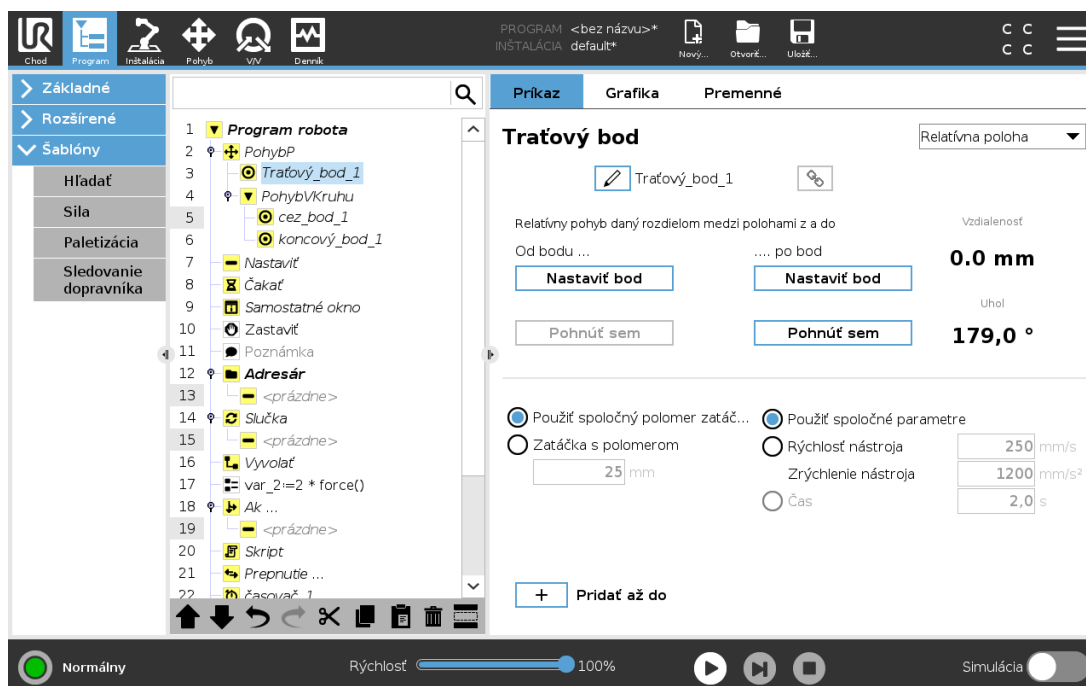 UR
Chod
Program
Inštalácia
Pohyb
V/V
Denník
PROGRAM <bez názvu>*
INŠTALÁCIA default*
Nový...
Otvoriť...
Uložiť...
C C
C C
Základné
Rozšírené
Šablóny
Hľadať
Sila
Paletizácia
Sledovanie
dopravníka
1 Program robota
2 PohybP
3 Traťový_bod_1
4 PohybVKruhu
5 cez_bod_1
6 koncový_bod_1
7 Nastaviť
8 Čakať
9 Samostatné okno
10 Zastaviť
11 Poznámka
12 Adresár
13 <prázdne>
14 Slučka
15 <prázdne>
16 Vyvolať
17 var_2:=2 * force()
18 Ak ...
19 <prázdne>
20 Skript
21 Prepnutie ...
22 časovač_1
Príkaz
Grafika
Premenné
Traťový bod
Relatívna poloha
Traťový_bod_1
Relatívny pohyb daný rozdielom medzi polohami z a do
Od bodu ...
.... po bod
Nastaviť bod
Nastaviť bod
Pohnúť sem
Pohnúť sem
Vzdialenosť
0.0 mm
Uhol
179,0 °
Použiť spoločný polomer zatáč...
Zatáčka s polomerom
25 mm
Použiť spoločné parametre
Rýchlosť nástroja 250 mm/s
Zrýchlenie nástroja 1200 mm/s²
Čas 2,0 s
+ Pridať až do
Normálny
Rýchlosť 100%
Simulácia